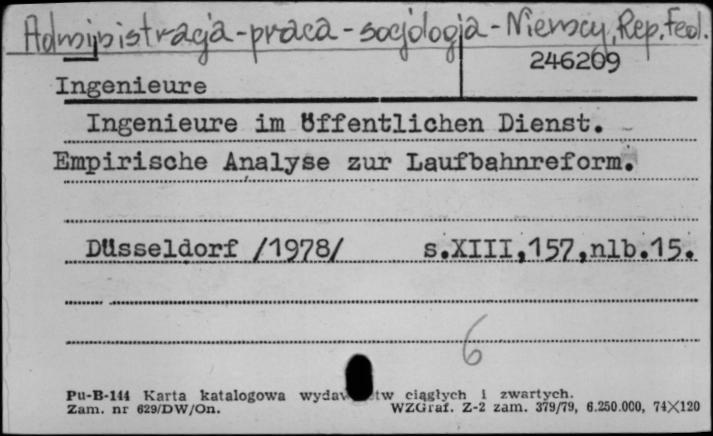 Administracja-praca-socjologja-Niemcy, Rep. Fed.
246209
Ingenieure
Ingenieure im öffentlichen Dienst.
Empirische Analyse zur Laufbahnreform.
Düsseldorf /1978/ s.XIII,157,nlb.15.
6
Pu-B-144 Karta katalogowa wydaw tw ciągłych i zwartych.
Zam. nr 629/DW/On. WZGraf. Z-2 zam. 379/79, 6.250.000, 74X120